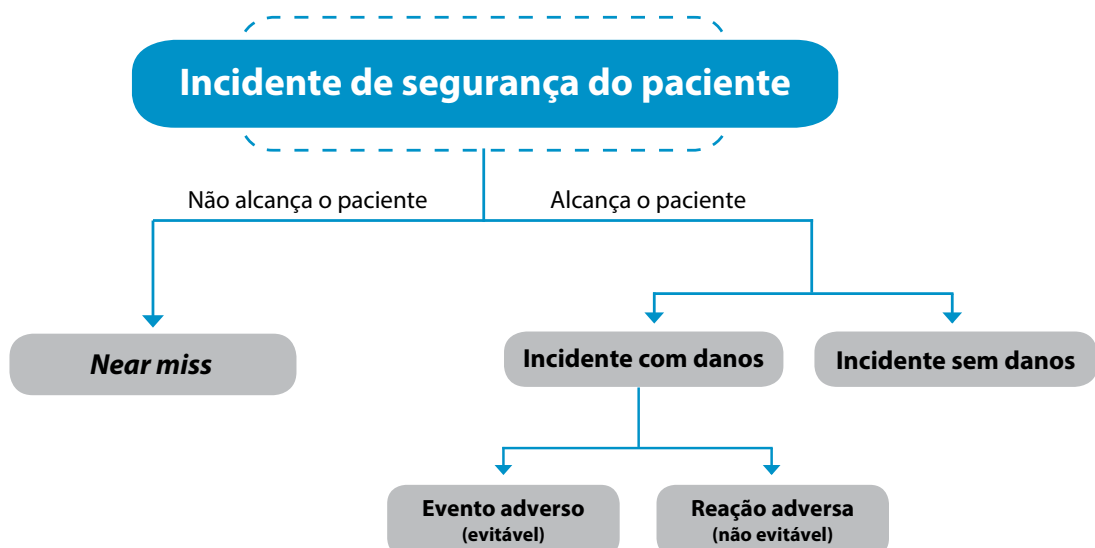 Incidente de segurança do paciente
Não alcança o paciente
Alcança o paciente
Near miss
Incidente com danos
Incidente sem danos
Evento adverso
(evitável)
Reação adversa
(não evitável)